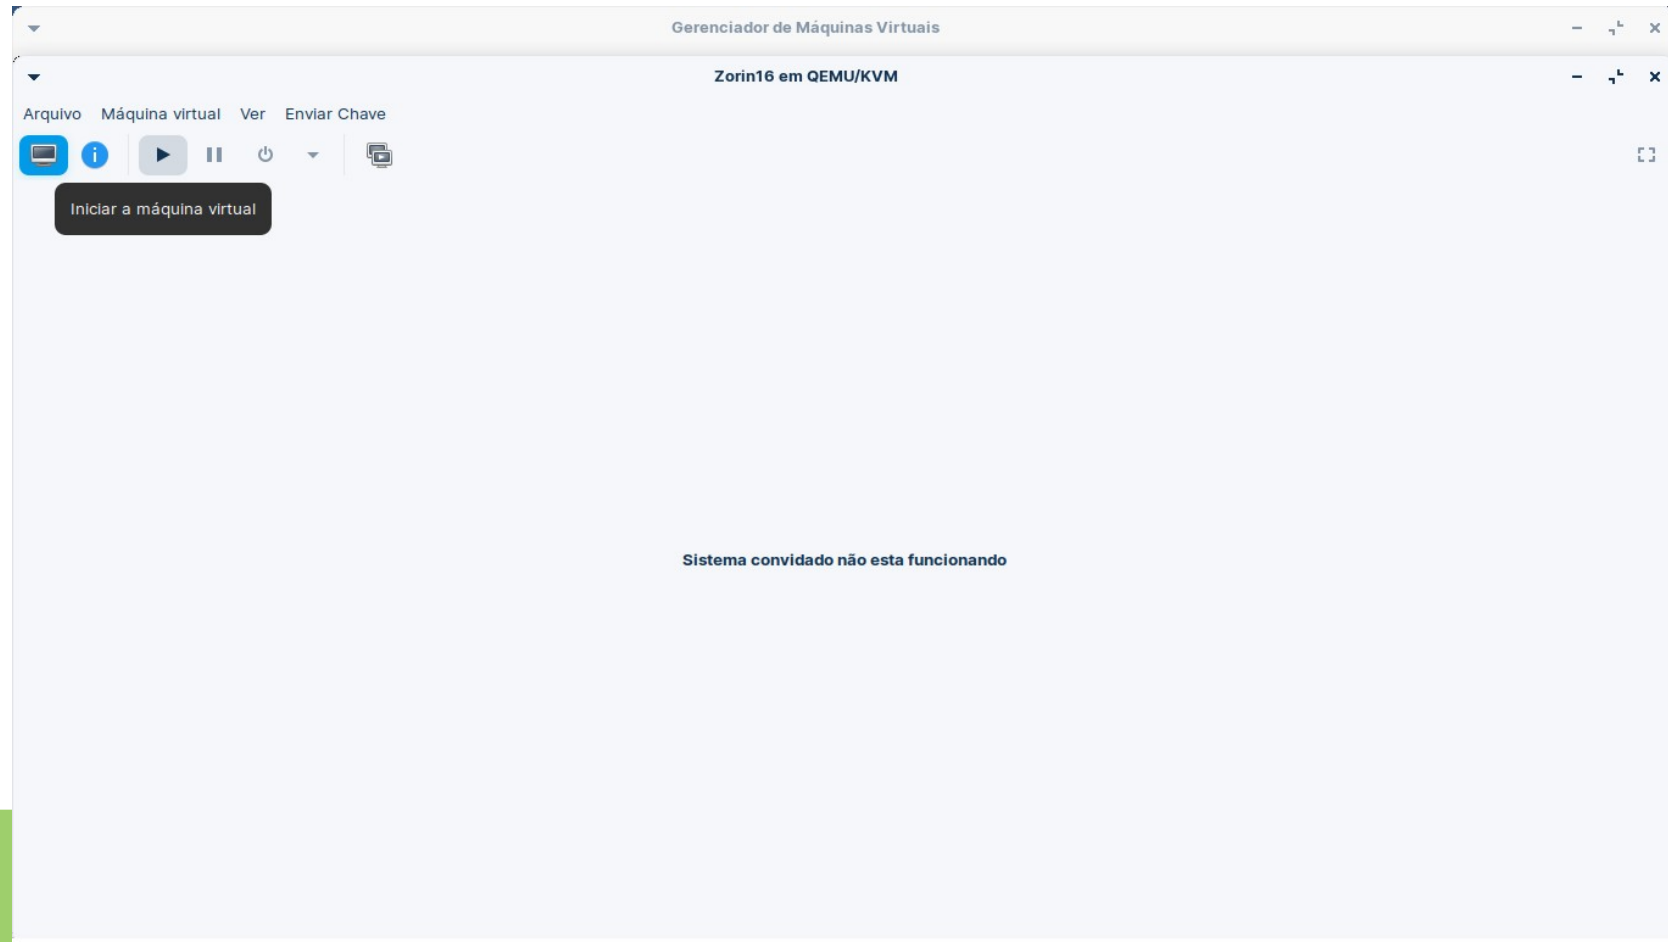 Gerenciador de Máquinas Virtuais
Zorin16 em QEMU/KVM
Arquivo Máquina virtual Ver Enviar Chave
Iniciar a máquina virtual
Sistema convidado não esta funcionando